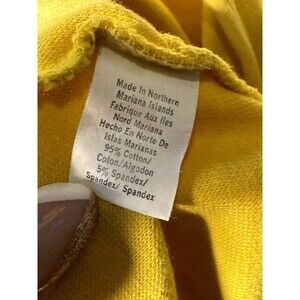 Made In Northern
Mariana Islands
Fabrique Aux Iles
Nord Mariana
Hecho En Norte De
Islas Marianas
95% Cotton/
Coton/Algodon
5% Spandex/
Spandex/ Spandex